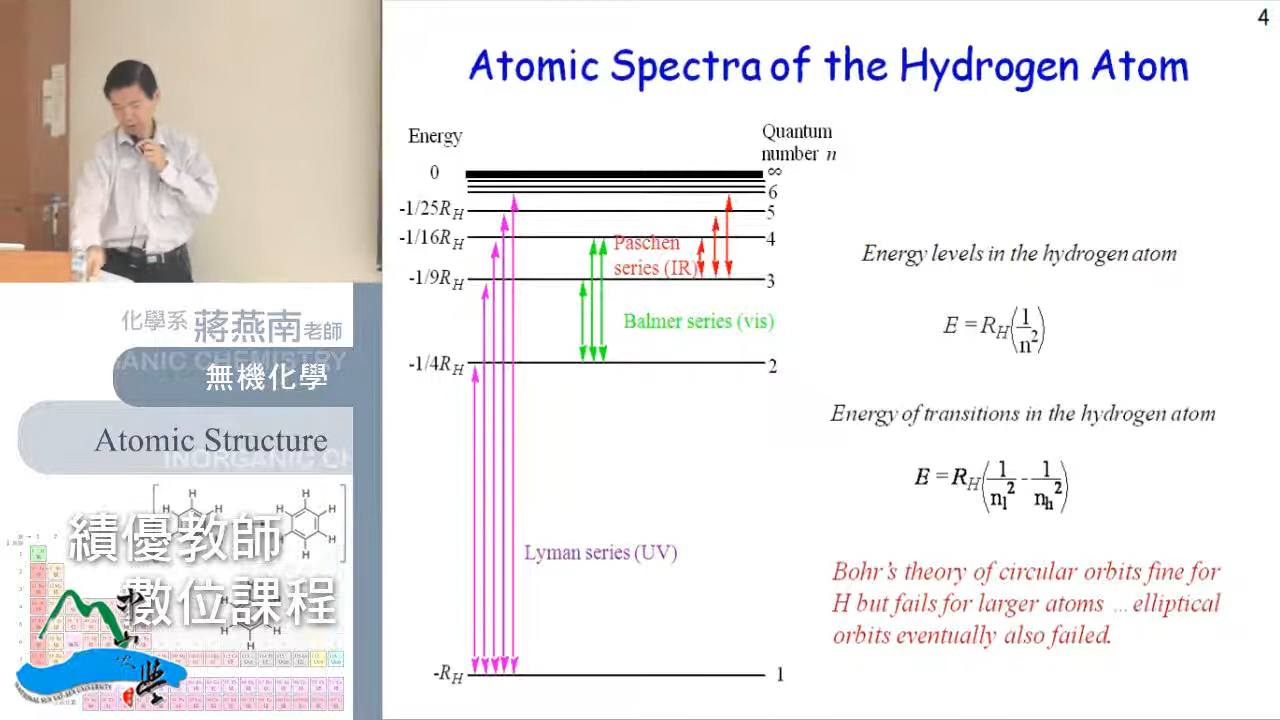 4
Atomic Spectra of the Hydrogen Atom
Energy
Quantum
number n
0
∞
6
-1/25R_H
5
-1/16R_H
4
Paschen
series (IR)
-1/9R_H
3
Balmer series (vis)
-1/4R_H
2
Lyman series (UV)
-R_H
1
Energy levels in the hydrogen atom
E = R_H(1/n²)
Energy of transitions in the hydrogen atom
E = R_H(1/n_l² - 1/n_h²)
Bohr's theory of circular orbits fine for
H but fails for larger atoms ... elliptical
orbits eventually also failed.
化學系 蔣燕南老師
ORGANIC CHEMISTRY
無機化學
Atomic Structure
INORGANIC CH
績優教師
數位課程